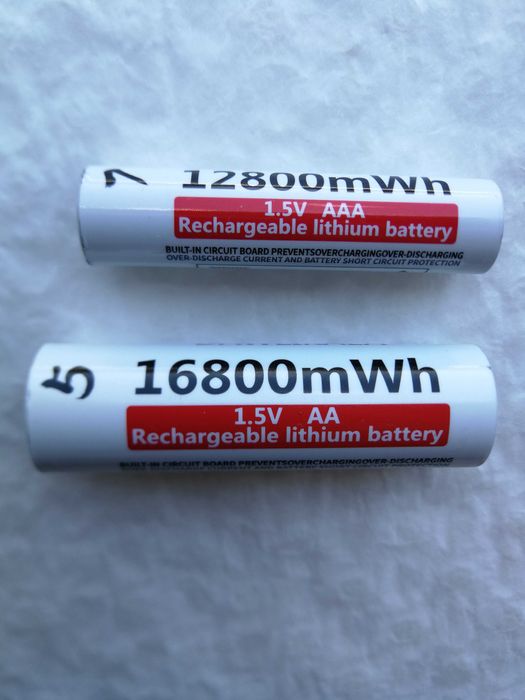 7
12800mWh
1.5V AAA
Rechargeable lithium battery
BUILT-IN CIRCUIT BOARD PREVENTSOVERCHARGINGOVER-DISCHARGING
OVER-DISCHARGE CURRENT AND BATTERY SHORT CIRCUIT PROTECTION
5
16800mWh
1.5V AA
Rechargeable lithium battery
BUILT-IN CIRCUIT BOARD PREVENTSOVERCHARGINGOVER-DISCHARGING